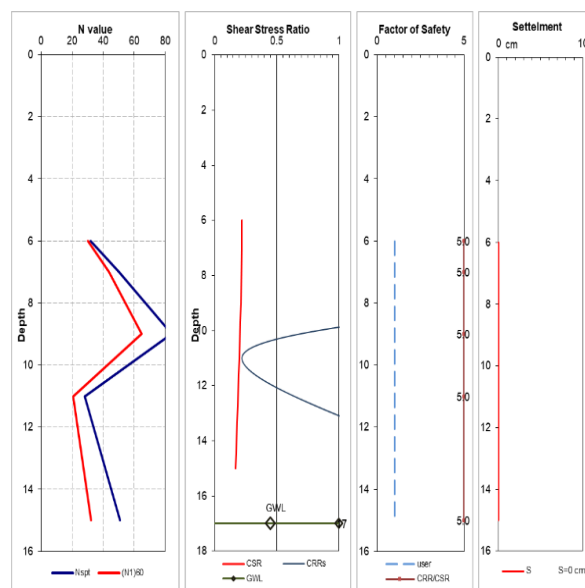 N value
0 20 40 60 80
0
2
4
6
8
10
12
14
16
Depth
Nspt
(N1)60
Shear Stress Ratio
0 0.5 1
0
2
4
6
8
10
12
14
16
18
Depth
GWL
CSR
CRRs
GWL
Factor of Safety
0 5
0
2
4
6
8
10
12
14
16
5.0
5.0
5.0
5.0
5.0
user
CRR/CSR
Settelment
0 cm 10
0
2
4
6
8
10
12
14
16
S
S=0 cm